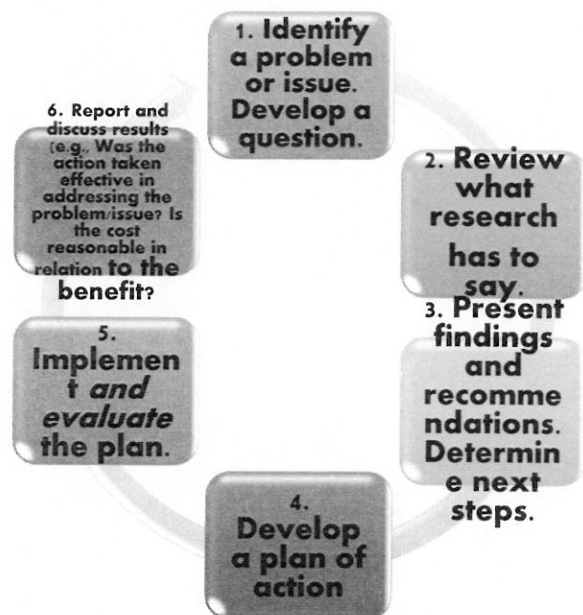 1. Identify
a problem
or issue.
Develop a
question.
2. Review
what
research
has to
say.
3. Present
findings
and
recomme
ndations.
Determin
e next
steps.
4.
Develop
a plan of
action
5.
Implemen
t and
evaluate
the plan.
6. Report and
discuss results
(e.g., Was the
action taken
effective in
addressing the
problem/issue? Is
the cost
reasonable in
relation to the
benefit?